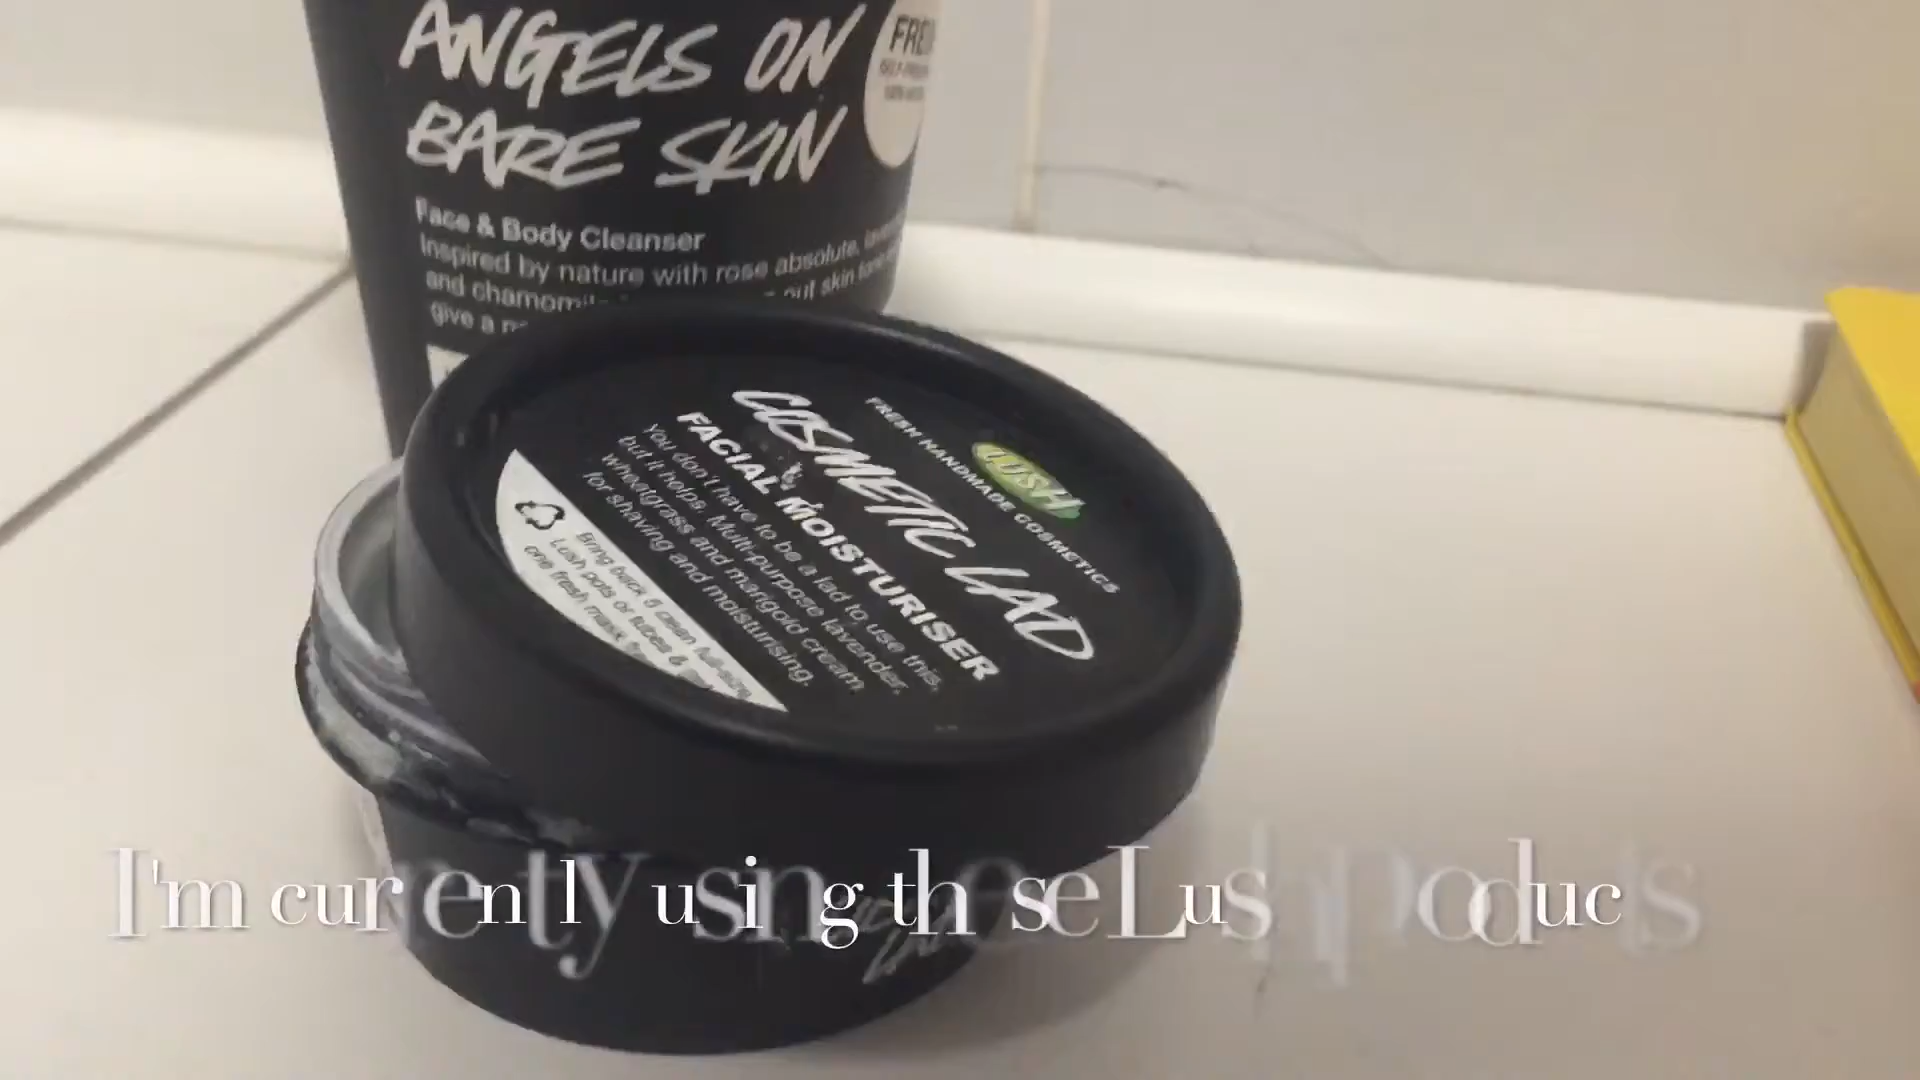 ANGELS ON
BARE SKIN
Face & Body Cleanser
Inspired by nature with rose absolute,
and skin
give a
FRESH HANDMADE COSMETICS
LUSH
COSMETIC LAD
FACIAL MOISTURISER
You don't have to be a lad to use this,
but it helps. Multi-purpose lavender,
wheatgrass and marigold cream
for shaving and moisturising.
Bring back 5 clean full-size
Lush pots or tubes &
one fresh mask
I'm currently using these Lush products